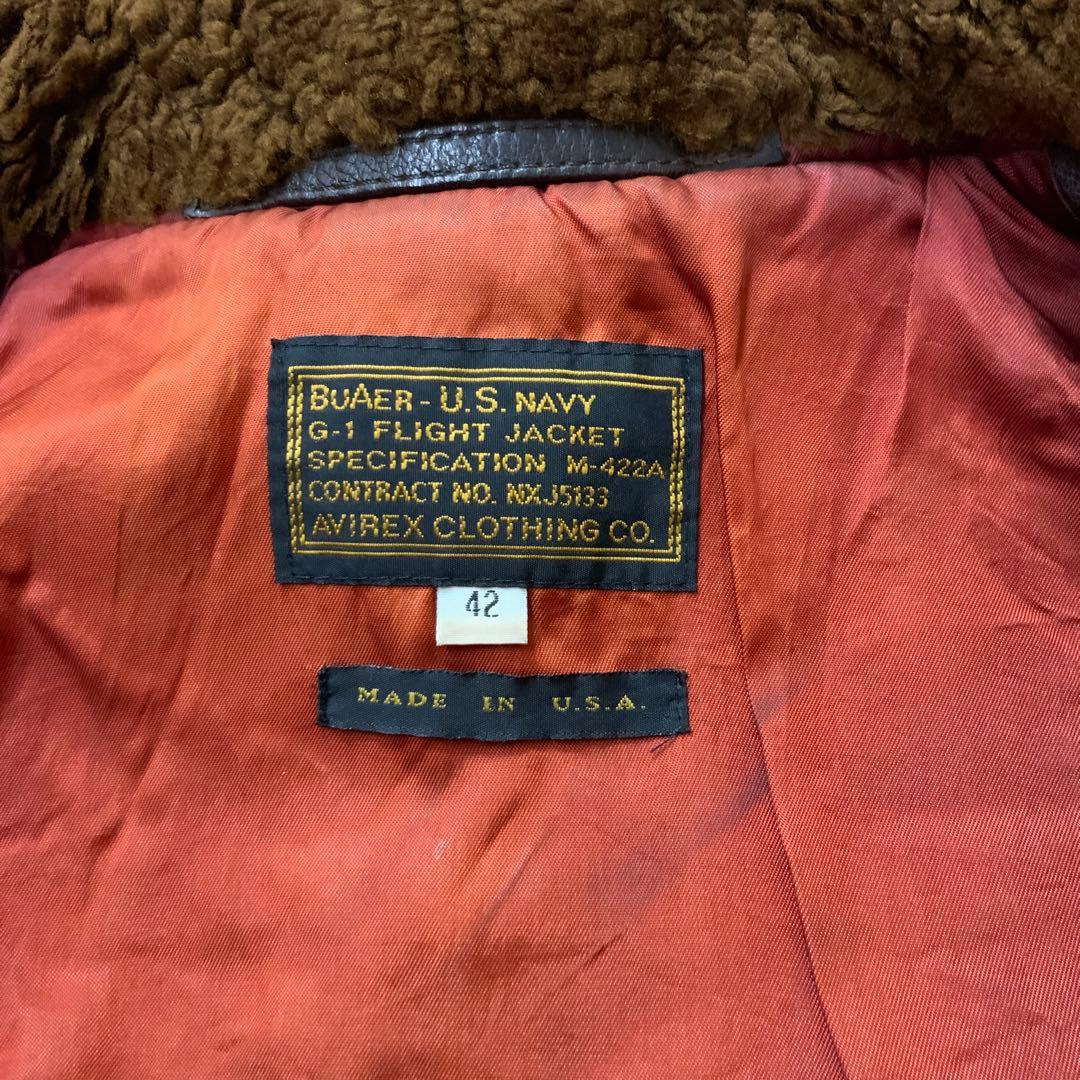 BUAER - U.S. NAVY
G-1 FLIGHT JACKET
SPECIFICATION M-422A
CONTRACT NO. NXJ5133
AVIREX CLOTHING CO.
42
MADE IN U.S.A.